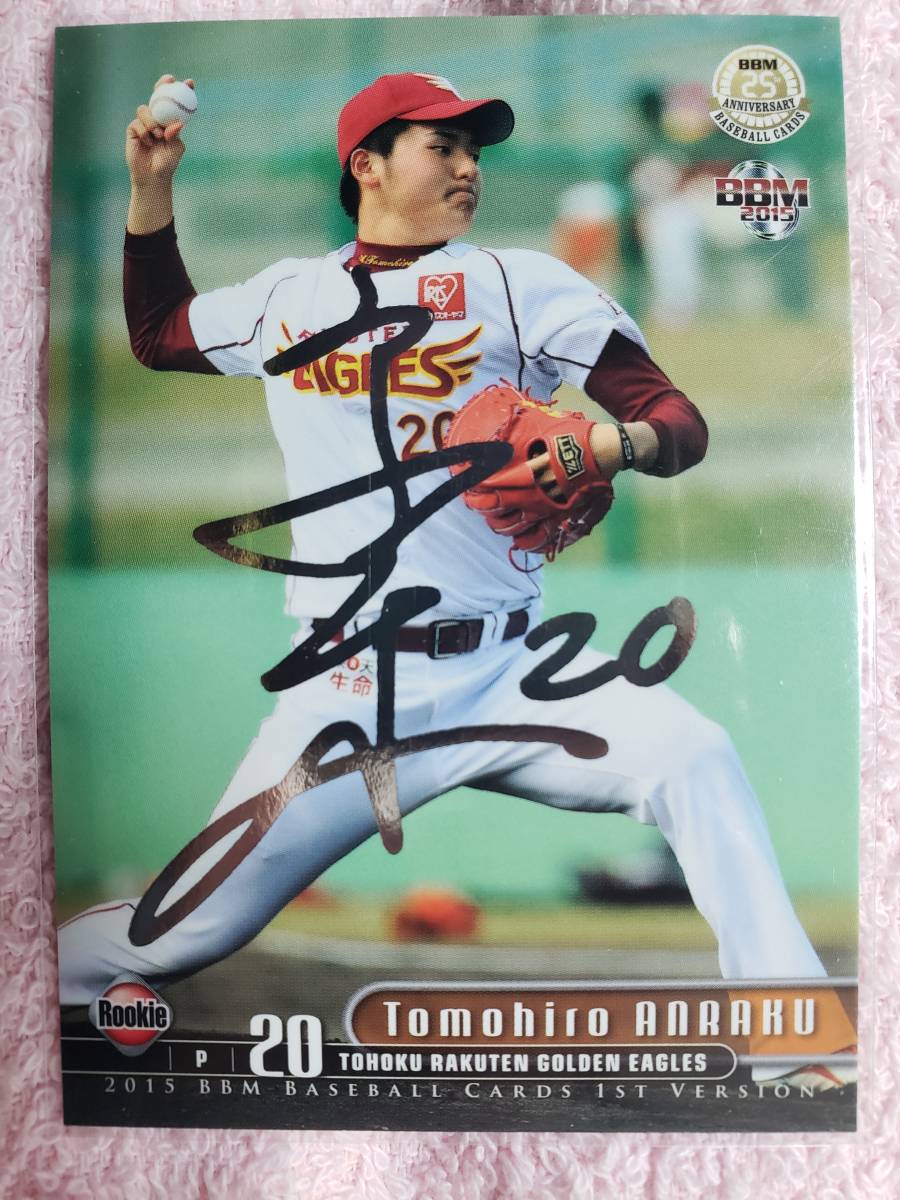 BBM
25th
ANNIVERSARY
BASEBALL CARDS
BBM
2015
Tomohiro
EAGLES
20
ZETT
生命
20
Rookie
Tomohiro ANRAKU
P
20
TOHOKU RAKUTEN GOLDEN EAGLES
2015 BBM BASEBALL CARDS 1ST VERSION